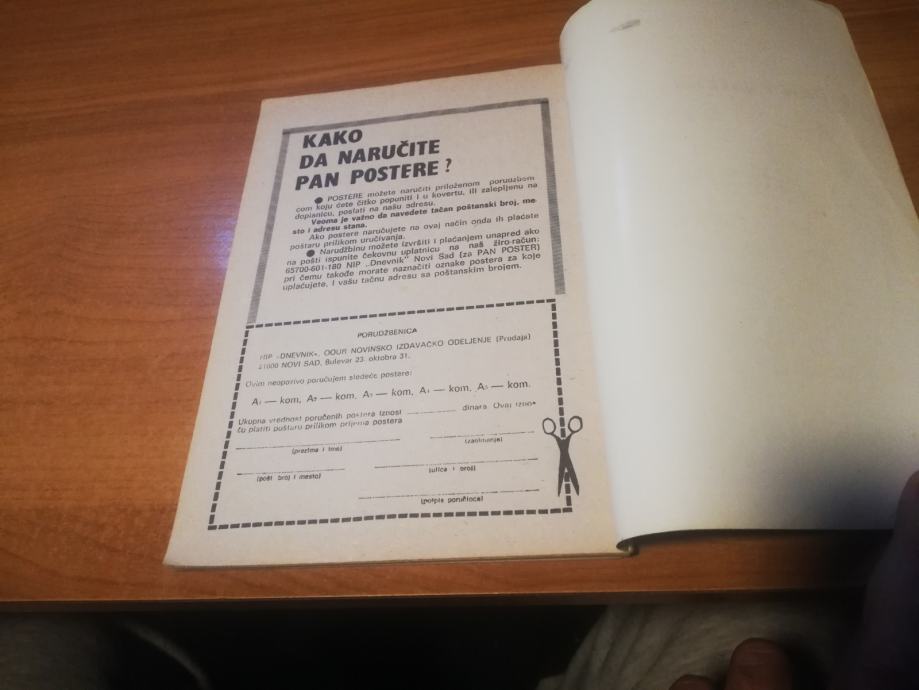 KAKO
DA NARUČITE
PAN POSTERE?
● POSTERE možete naručiti priloženom porudžbeni-
com koju ćete čitko popuniti i u kovertu, ili zalepljenu na
dopisnicu, poslati na našu adresu.
Veoma je važno da navedete tačan poštanski broj, me-
sto i adresu stana.
Ako postere naručujete na ovaj način onda ih plaćate
poštaru prilikom uručivanja.
● Narudžbinu možete izvršiti i plaćanjem unapred ako
na pošti ispunite čekovnu uplatnicu na naš žiro-račun:
65700-601-180 NIP „Dnevnik" Novi Sad (za PAN POSTER)
pri čemu takođe morate naznačiti oznake postera za koje
uplaćujete, i vašu tačnu adresu sa poštanskim brojem.
PORUDŽBENICA
NIP »DNEVNIK«, OOUR NOVINSKO IZDAVAČKO ODELJENJE (Prodaja)
21000 NOVI SAD, Bulevar 23. oktobra 31.
Ovim neopozivo poručujem sledeće postere:
A₁ — kom, A₂ — kom, A₃ — kom, A₄ — kom, A₅ — kom.
Ukupna vrednost poručenih postera iznosi dinara Ovaj iznos
ću platiti poštaru prilikom prijema postera
(prezime i ime) (zanimanje)
(pošt broj i mesto) (ulica i broj)
(potpis poručioca)